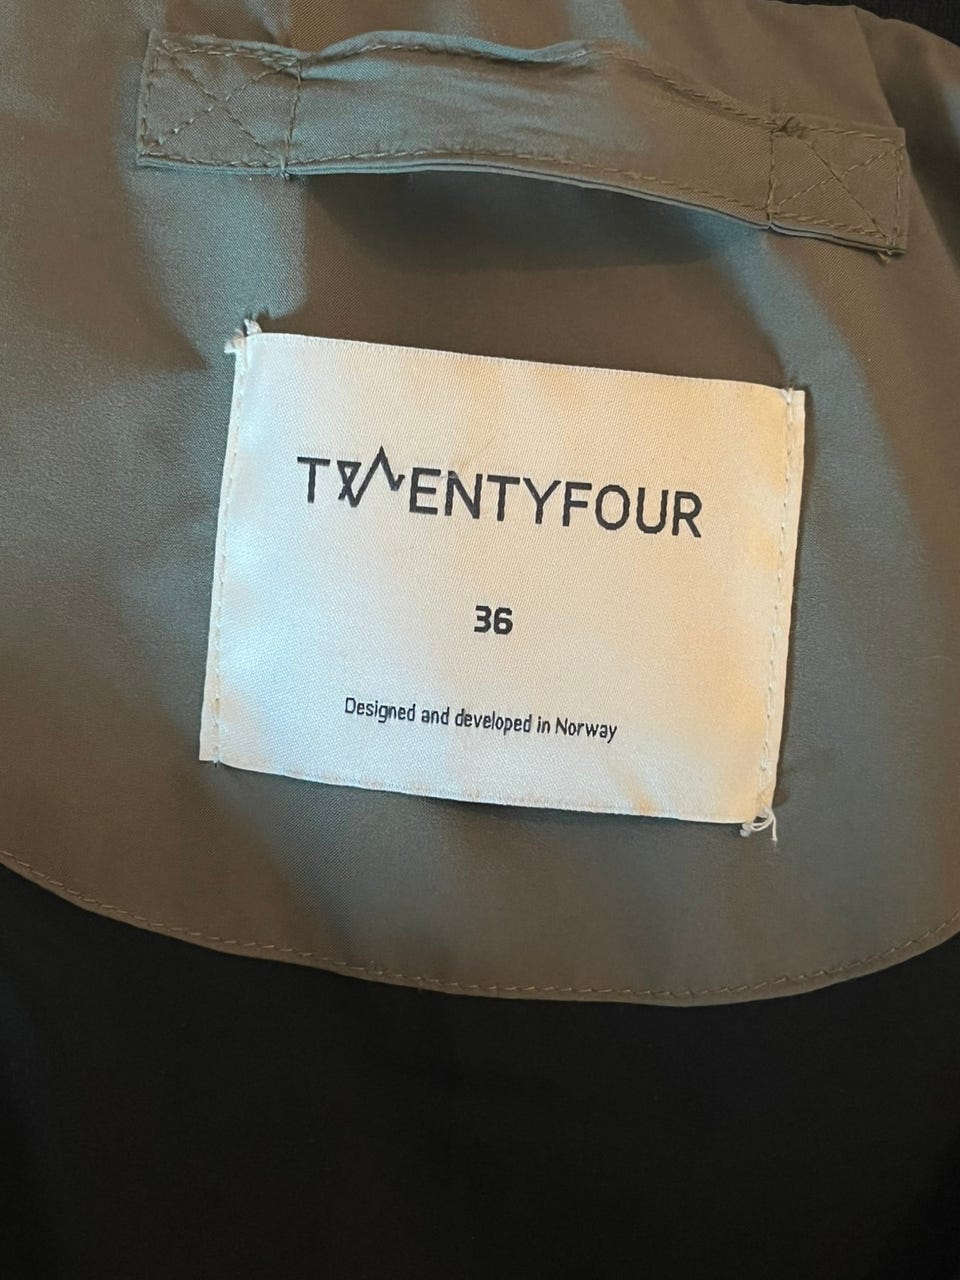 TWENTYFOUR
36
Designed and developed in Norway